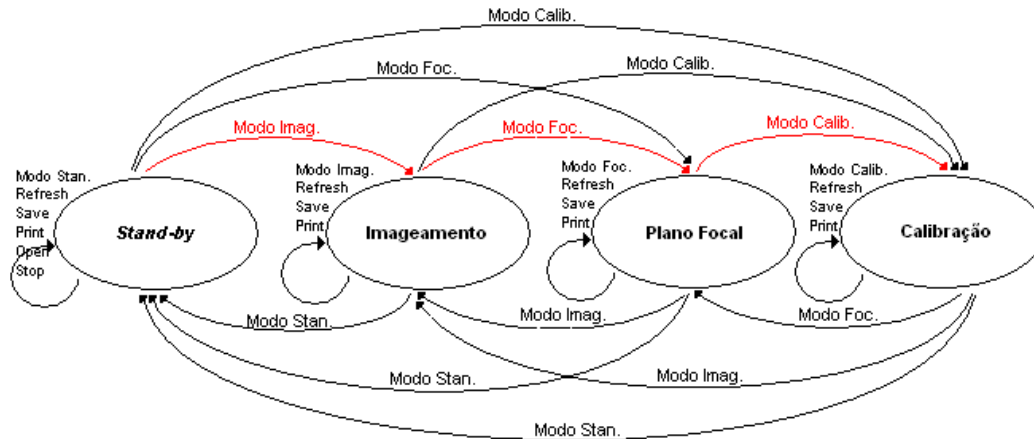 Modo Calib.
Modo Foc.
Modo Calib.
Modo Imag.
Modo Foc.
Modo Calib.
Modo Stan.
Refresh
Save
Print
Open
Stop
Stand-by
Modo Imag.
Refresh
Save
Print
Imageamento
Modo Foc.
Refresh
Save
Print
Plano Focal
Modo Calib.
Refresh
Save
Print
Calibração
Modo Stan.
Modo Imag.
Modo Foc.
Modo Stan.
Modo Imag.
Modo Stan.